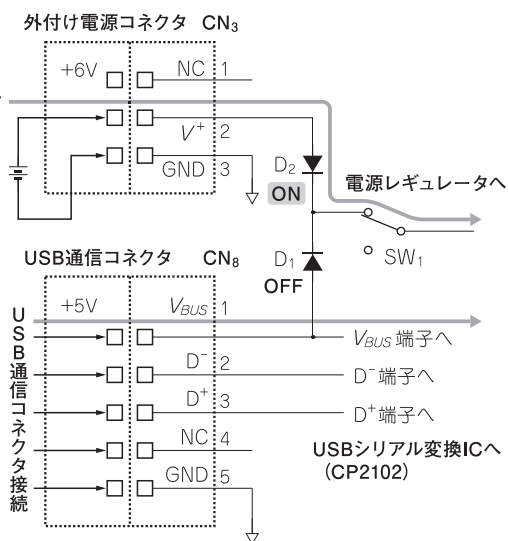 外付け電源コネクタ CN3
+6V
NC 1
V+ 2
GND 3
D2
ON
電源レギュレータへ
SW1
D1
OFF
USB通信コネクタ CN8
+5V
VBUS 1
VBUS 端子へ
D- 2
D-端子へ
D+ 3
D+端子へ
NC 4
GND 5
USB通信コネクタ接続
USBシリアル変換ICへ
(CP2102)